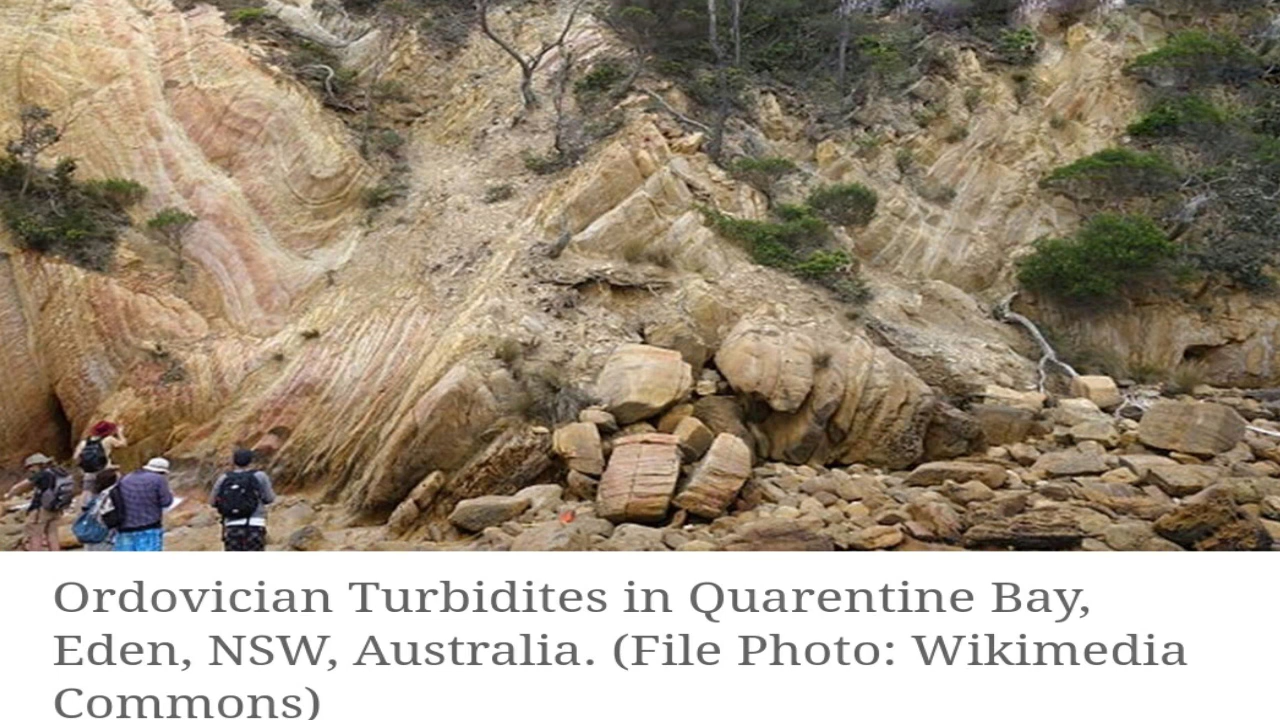 Ordovician Turbidites in Quarentine Bay,
Eden, NSW, Australia. (File Photo: Wikimedia
Commons)